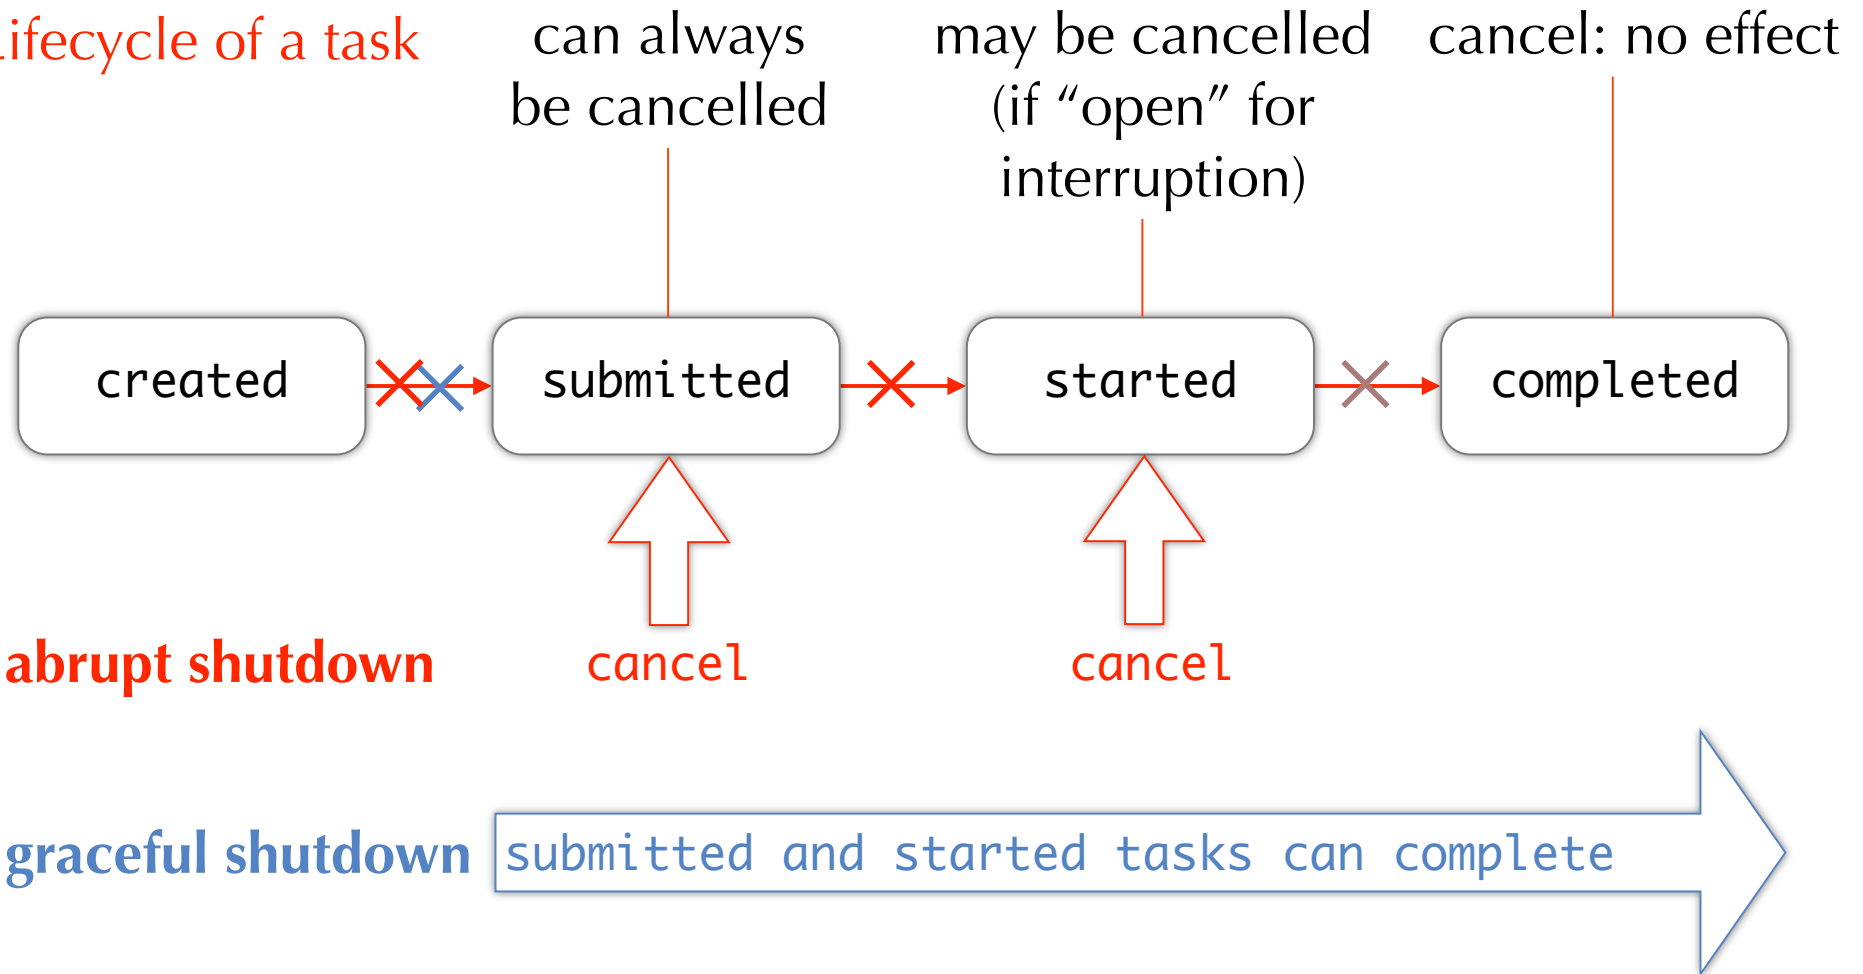 Lifecycle of a task
can always
be cancelled
may be cancelled
(if “open” for
interruption)
cancel: no effect
created
submitted
started
completed
abrupt shutdown
cancel
cancel
graceful shutdown
submitted and started tasks can complete